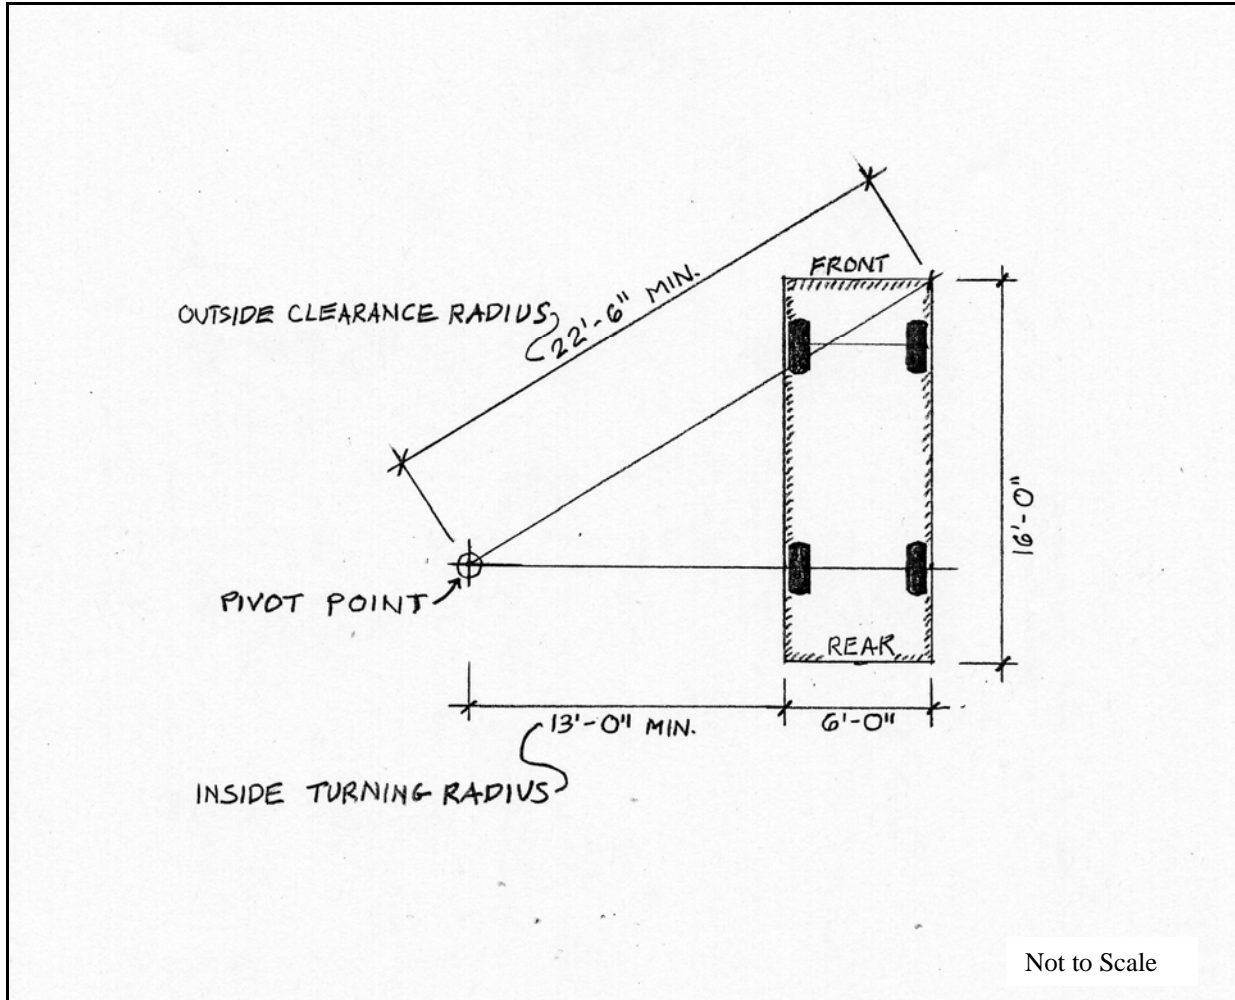 FRONT
OUTSIDE CLEARANCE RADIUS
22'-6" MIN.
16'-0"
PIVOT POINT
REAR
13'-0" MIN.
6'-0"
INSIDE TURNING RADIUS
Not to Scale